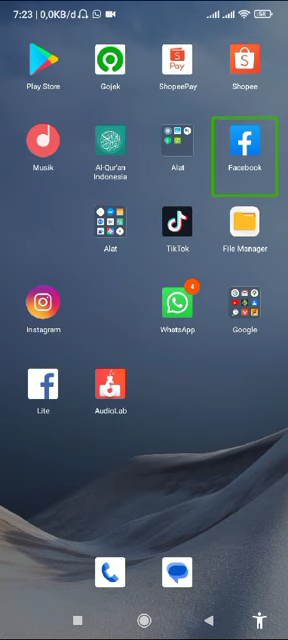 7:23 | 0,0KB/d
58
Play Store
Gojek
ShopeePay
Shopee
Pay
Musik
Al-Qur'an
Indonesia
Alat
Facebook
Alat
TikTok
File Manager
Instagram
4
WhatsApp
Google
Lite
AudioLab